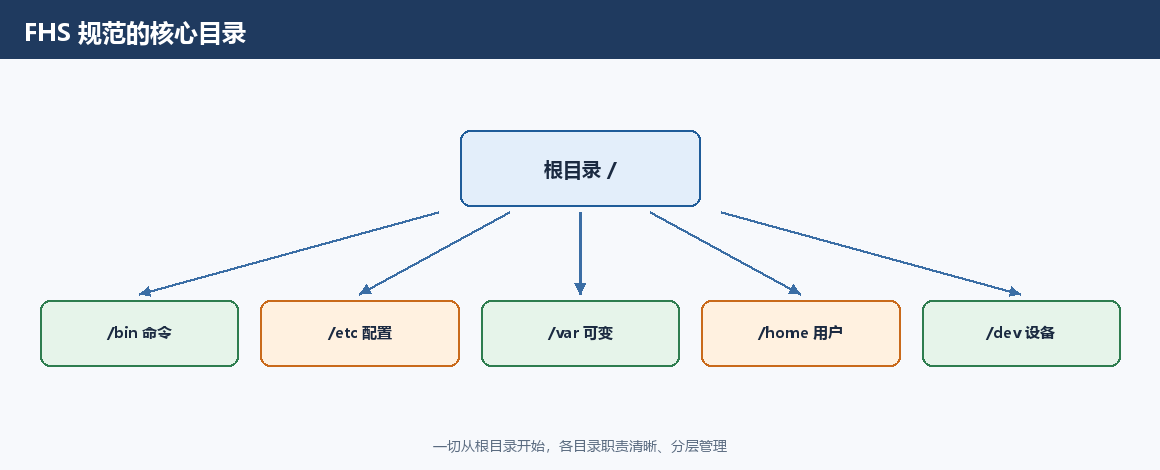 FHS 规范的核心目录
根目录 /
/bin 命令
/etc 配置
/var 可变
/home 用户
/dev 设备
一切从根目录开始，各目录职责清晰、分层管理